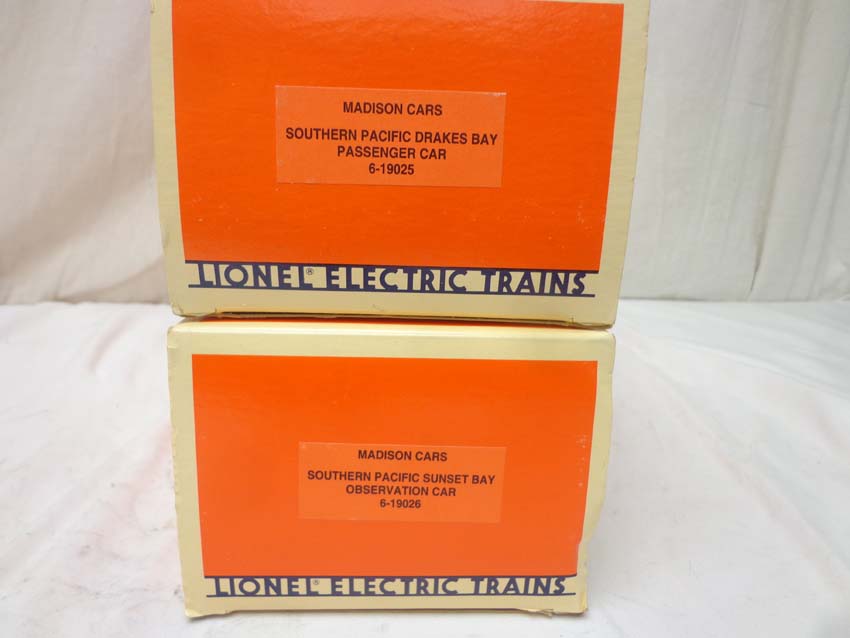 MADISON CARS
SOUTHERN PACIFIC DRAKES BAY
PASSENGER CAR
6-19025
LIONEL® ELECTRIC TRAINS
MADISON CARS
SOUTHERN PACIFIC SUNSET BAY
OBSERVATION CAR
6-19026
LIONEL® ELECTRIC TRAINS